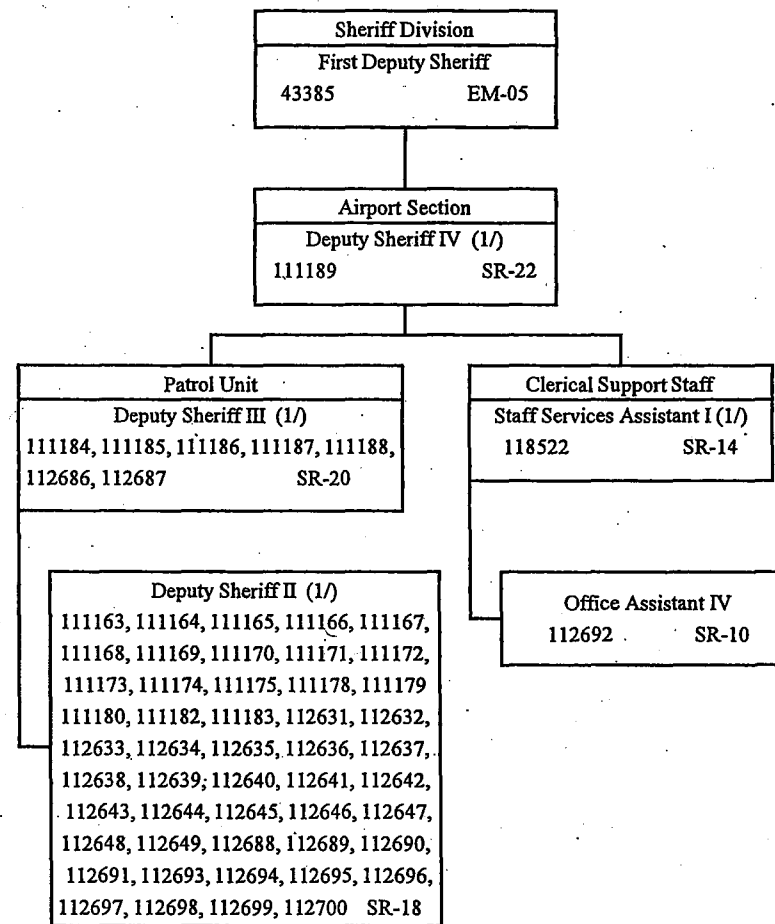 Sheriff Division
First Deputy Sheriff
43385 EM-05
Airport Section
Deputy Sheriff IV (1/)
111189 SR-22
Patrol Unit
Deputy Sheriff III (1/)
111184, 111185, 111186, 111187, 111188,
112686, 112687 SR-20
Clerical Support Staff
Staff Services Assistant I (1/)
118522 SR-14
Deputy Sheriff II (1/)
111163, 111164, 111165, 111166, 111167,
111168, 111169, 111170, 111171, 111172,
111173, 111174, 111175, 111178, 111179
111180, 111182, 111183, 112631, 112632,
112633, 112634, 112635, 112636, 112637,
112638, 112639, 112640, 112641, 112642,
112643, 112644, 112645, 112646, 112647,
112648, 112649, 112688, 112689, 112690,
112691, 112693, 112694, 112695, 112696,
112697, 112698, 112699, 112700 SR-18
Office Assistant IV
112692 SR-10